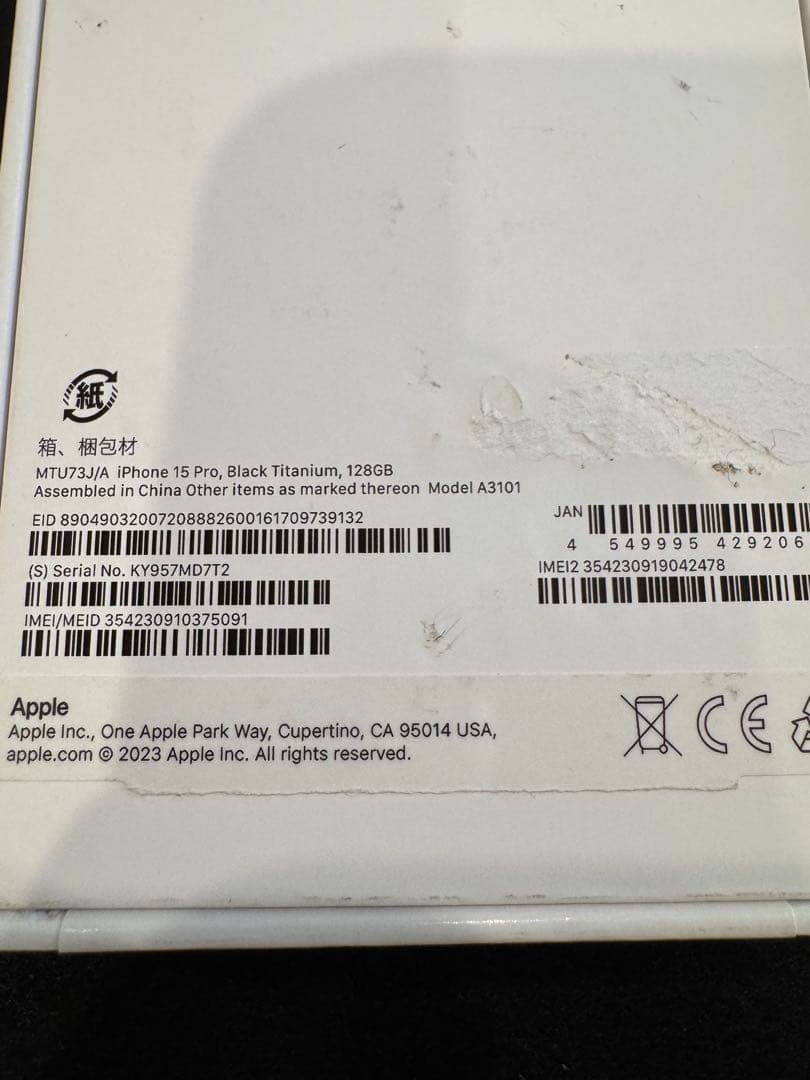 紙
箱、梱包材
MTU73J/A iPhone 15 Pro, Black Titanium, 128GB
Assembled in China Other items as marked thereon Model A3101
EID 89049032007208882600161709739132
JAN
4 549995 429206
(S) Serial No. KY957MD7T2
IMEI2 354230919042478
IMEI/MEID 354230910375091
Apple
Apple Inc., One Apple Park Way, Cupertino, CA 95014 USA,
apple.com © 2023 Apple Inc. All rights reserved.
CE